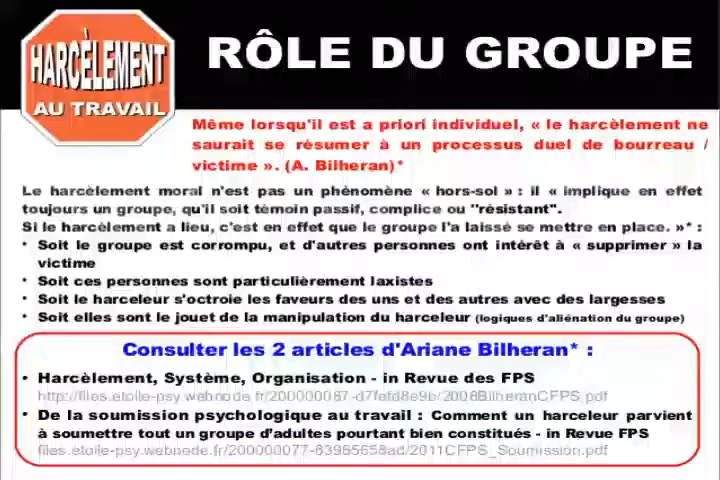 HARCÈLEMENT
AU TRAVAIL
RÔLE DU GROUPE
Même lorsqu'il est a priori individuel, « le harcèlement ne
saurait se résumer à un processus duel de bourreau /
victime ». (A. Bilheran)*
Le harcèlement moral n'est pas un phénomène « hors-sol » : il « implique en effet
toujours un groupe, qu'il soit témoin passif, complice ou "résistant".
Si le harcèlement a lieu, c'est en effet que le groupe l'a laissé se mettre en place. »* :
• Soit le groupe est corrompu, et d'autres personnes ont intérêt à « supprimer » la
victime
• Soit ces personnes sont particulièrement laxistes
• Soit le harceleur s'octroie les faveurs des uns et des autres avec des largesses
• Soit elles sont le jouet de la manipulation du harceleur (logiques d'aliénation du groupe)
Consulter les 2 articles d'Ariane Bilheran* :
• Harcèlement, Système, Organisation - in Revue des FPS
• De la soumission psychologique au travail : Comment un harceleur parvient
à soumettre tout un groupe d'adultes pourtant bien constitués - in Revue FPS